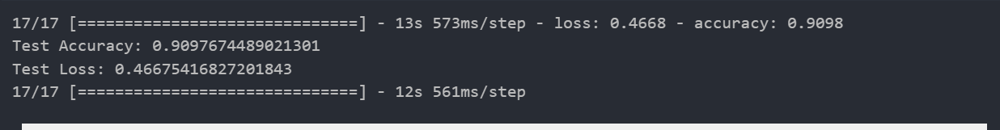 17/17 [==============================] - 13s 573ms/step - loss: 0.4668 - accuracy: 0.9098
Test Accuracy: 0.9097674489021301
Test Loss: 0.46675416827201843
17/17 [==============================] - 12s 561ms/step